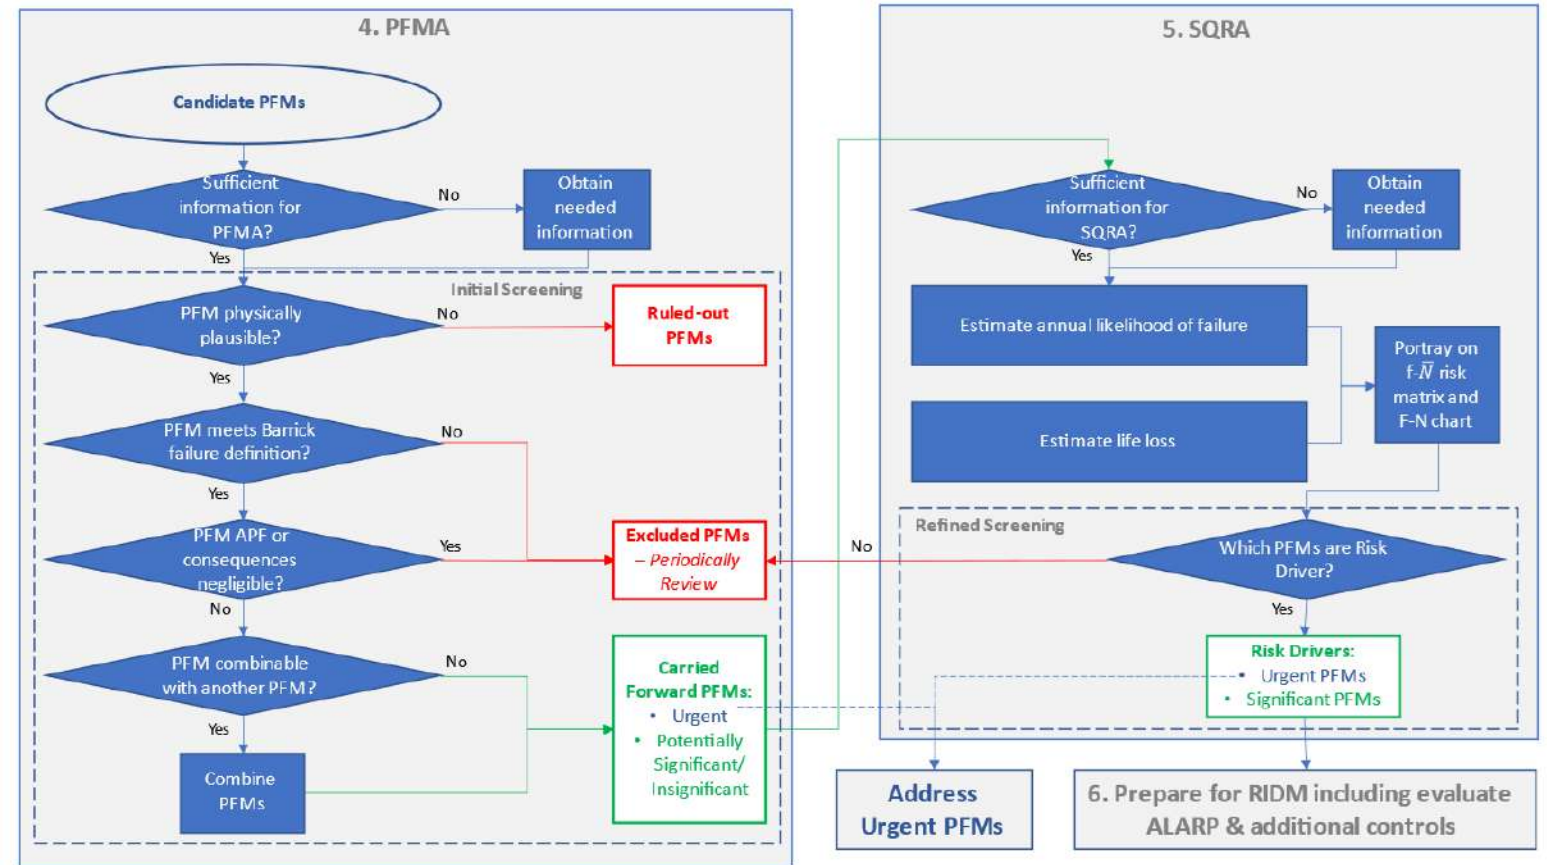 4. PFMA
Candidate PFMs
Sufficient
information for
PFMA?
No
Obtain
needed
information
Yes
Initial Screening
PFM physically
plausible?
No
Ruled-out
PFMs
Yes
PFM meets Barrick
failure definition?
No
Yes
PFM APF or
consequences
negligible?
Yes
Excluded PFMs
– Periodically
Review
No
PFM combinable
with another PFM?
No
Carried
Forward PFMs:
• Urgent
• Potentially
Significant/
Insignificant
Yes
Combine
PFMs
5. SQRA
Sufficient
information for
SQRA?
No
Obtain
needed
information
Yes
Estimate annual likelihood of failure
Estimate life loss
Portray on
f-N̅ risk
matrix and
F-N chart
Refined Screening
Which PFMs are Risk
Driver?
No
Yes
Risk Drivers:
• Urgent PFMs
• Significant PFMs
Address
Urgent PFMs
6. Prepare for RIDM including evaluate
ALARP & additional controls